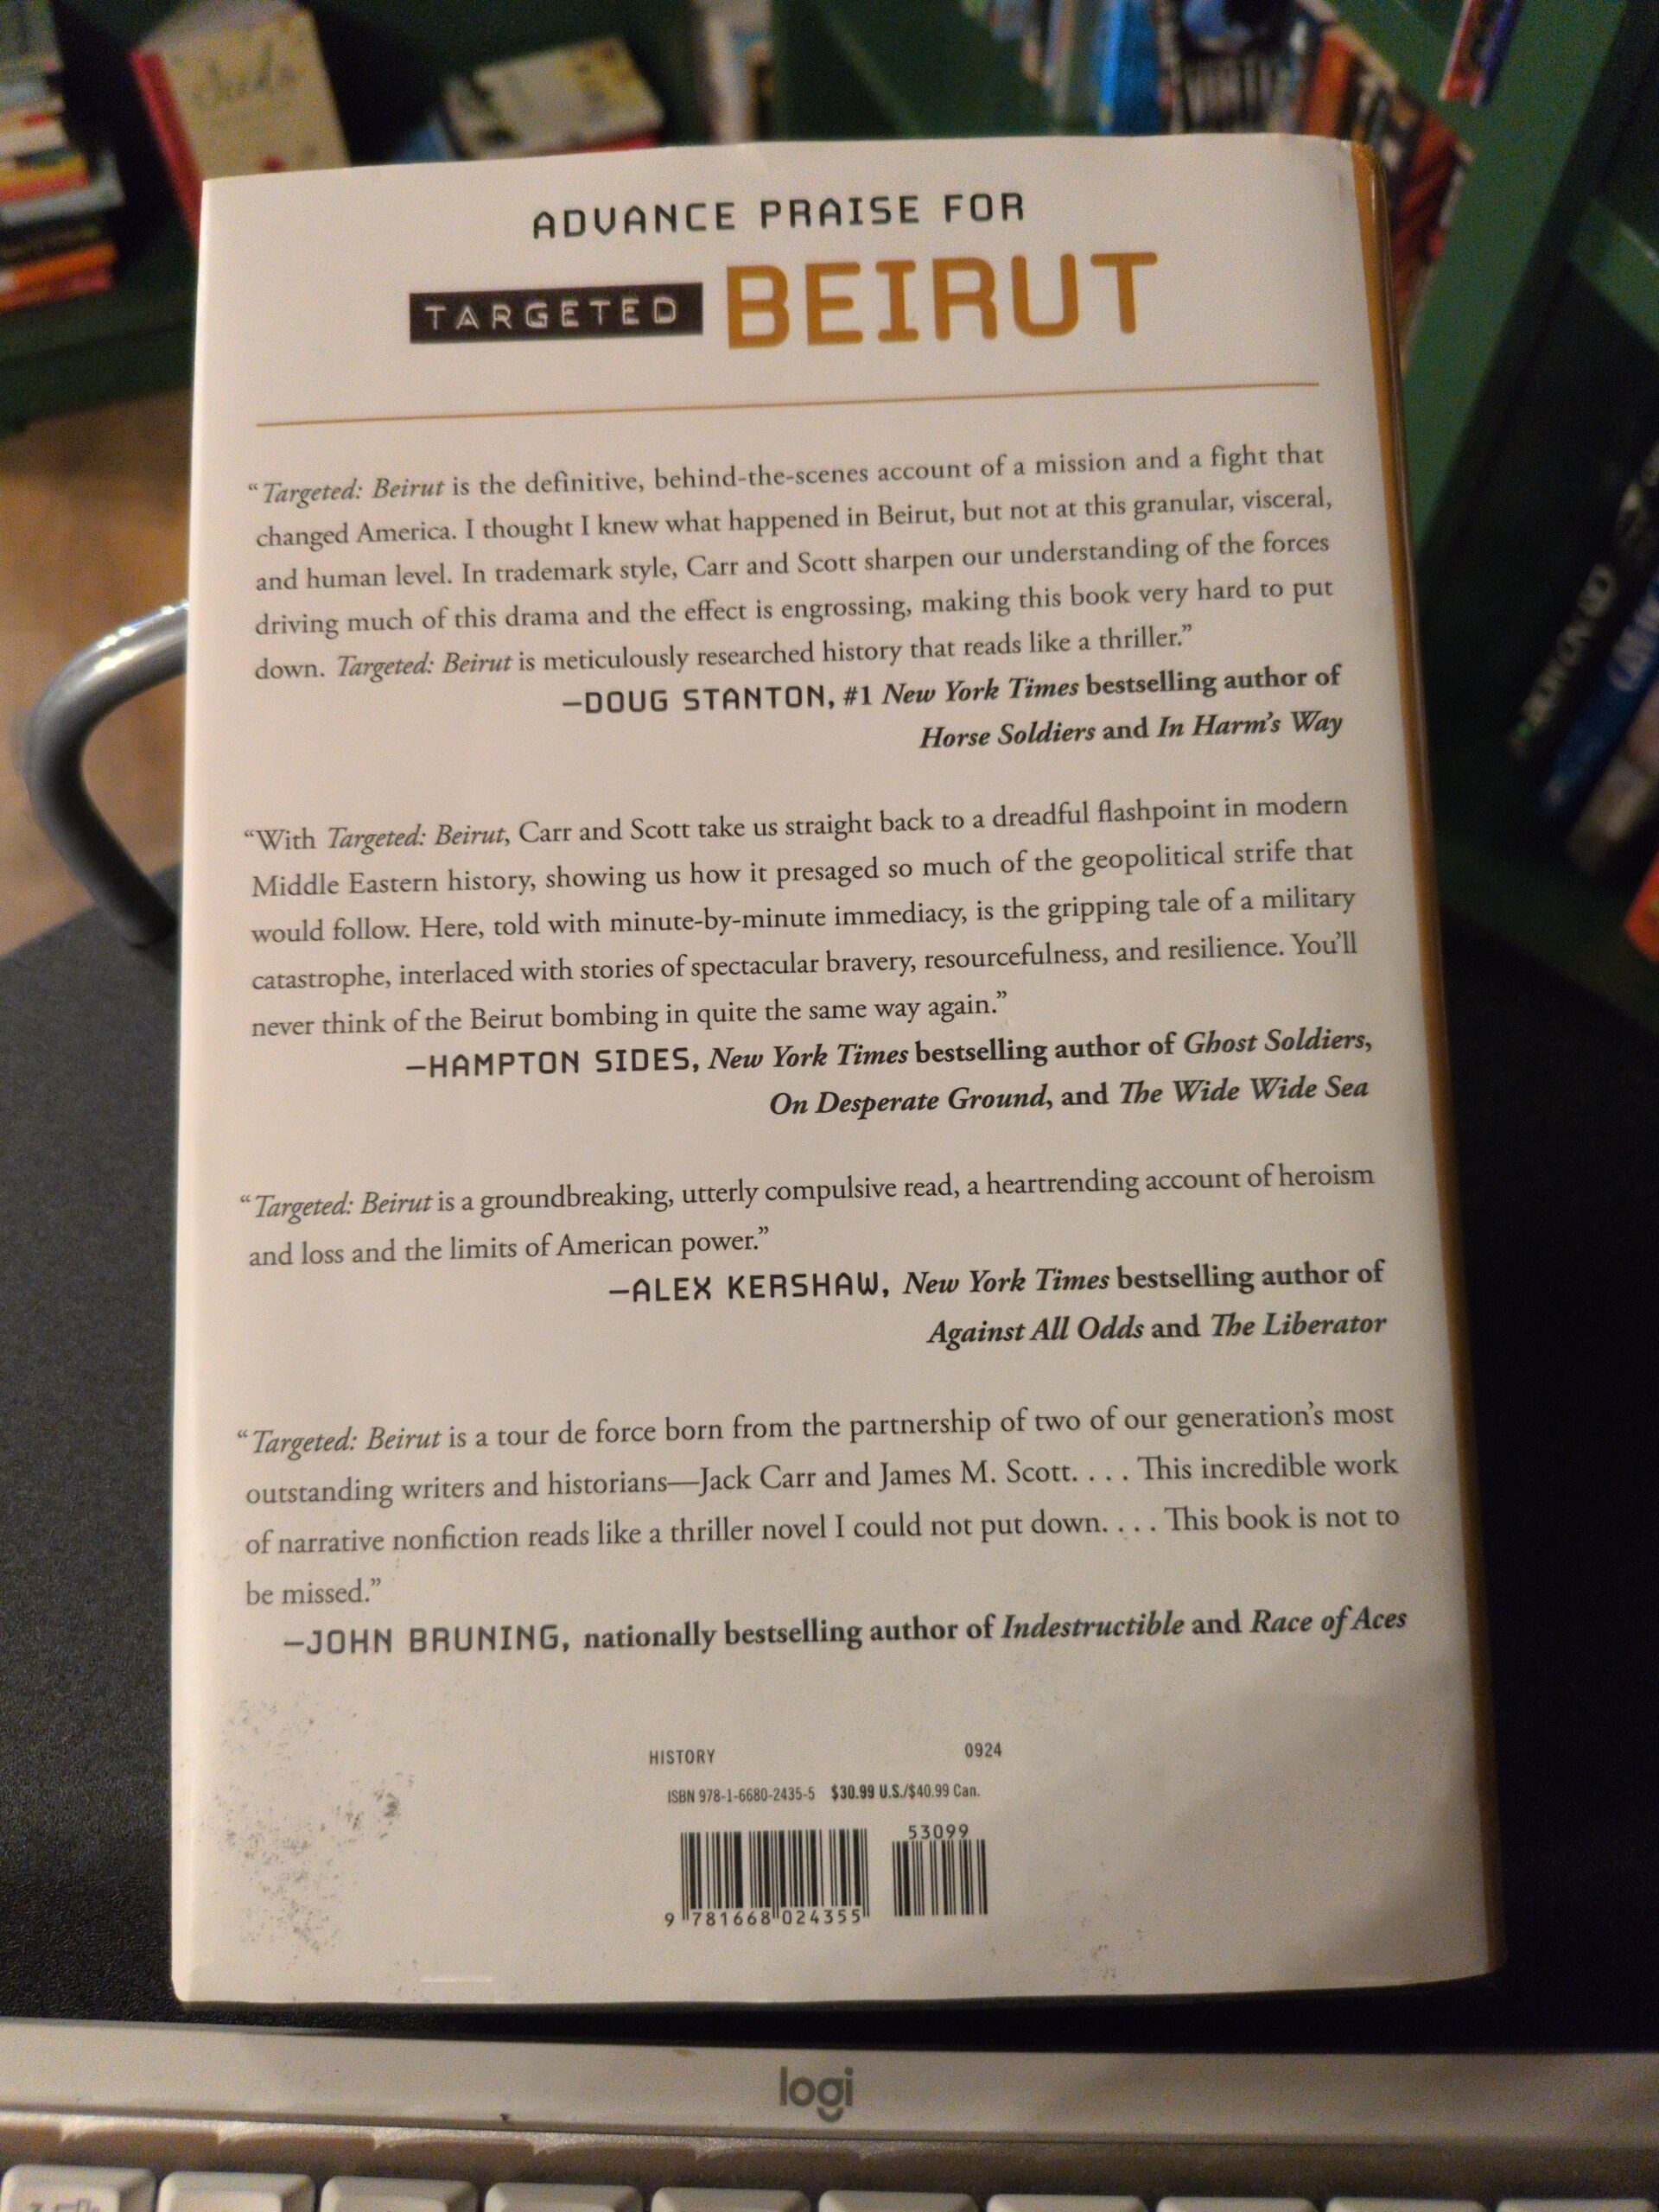 ADVANCE PRAISE FOR
TARGETED BEIRUT
“Targeted: Beirut is the definitive, behind-the-scenes account of a mission and a fight that
changed America. I thought I knew what happened in Beirut, but not at this granular, visceral,
and human level. In trademark style, Carr and Scott sharpen our understanding of the forces
driving much of this drama and the effect is engrossing, making this book very hard to put
down. Targeted: Beirut is meticulously researched history that reads like a thriller.”
—DOUG STANTON, #1 New York Times bestselling author of
Horse Soldiers and In Harm’s Way
“With Targeted: Beirut, Carr and Scott take us straight back to a dreadful flashpoint in modern
Middle Eastern history, showing us how it presaged so much of the geopolitical strife that
would follow. Here, told with minute-by-minute immediacy, is the gripping tale of a military
catastrophe, interlaced with stories of spectacular bravery, resourcefulness, and resilience. You’ll
never think of the Beirut bombing in quite the same way again.”
—HAMPTON SIDES, New York Times bestselling author of Ghost Soldiers,
On Desperate Ground, and The Wide Wide Sea
“Targeted: Beirut is a groundbreaking, utterly compulsive read, a heartrending account of heroism
and loss and the limits of American power.”
—ALEX KERSHAW, New York Times bestselling author of
Against All Odds and The Liberator
“Targeted: Beirut is a tour de force born from the partnership of two of our generation’s most
outstanding writers and historians—Jack Carr and James M. Scott. . . . This incredible work
of narrative nonfiction reads like a thriller novel I could not put down. . . . This book is not to
be missed.”
—JOHN BRUNING, nationally bestselling author of Indestructible and Race of Aces
HISTORY 0924
ISBN 978-1-6680-2435-5 $30.99 U.S./$40.99 Can.
53099
9 781668 024355
logi